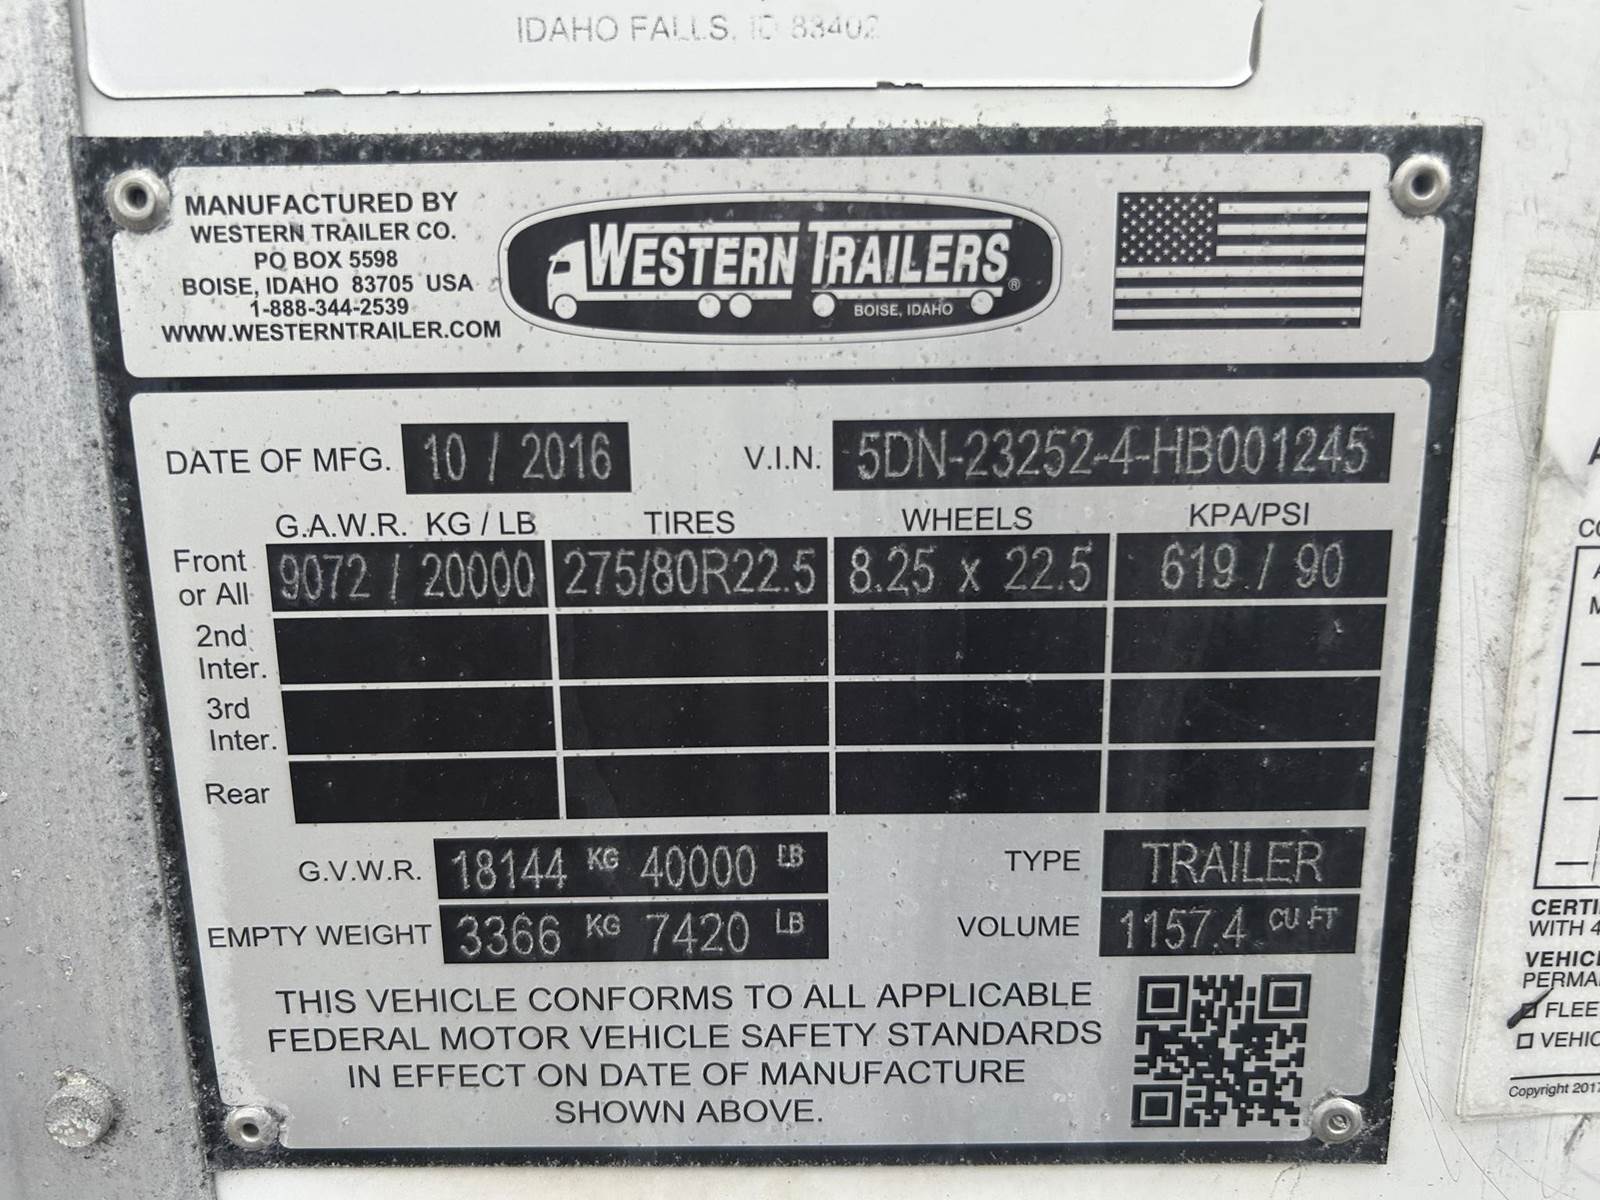 IDAHO FALLS, ID 83402
MANUFACTURED BY
WESTERN TRAILER CO.
PO BOX 5598
BOISE, IDAHO 83705 USA
1-888-344-2539
WWW.WESTERNTRAILER.COM
WESTERN TRAILERS®
BOISE, IDAHO
DATE OF MFG. 10 / 2016 V.I.N. 5DN-23252-4-HB001245
G.A.W.R. KG / LB TIRES WHEELS KPA/PSI
Front or All 9072 / 20000 275/80R22.5 8.25 x 22.5 619 / 90
2nd Inter.
3rd Inter.
Rear
G.V.W.R. 18144 KG 40000 LB TYPE TRAILER
EMPTY WEIGHT 3366 KG 7420 LB VOLUME 1157.4 CU FT
THIS VEHICLE CONFORMS TO ALL APPLICABLE
FEDERAL MOTOR VEHICLE SAFETY STANDARDS
IN EFFECT ON DATE OF MANUFACTURE
SHOWN ABOVE.
WITH 4
Copyright 2017